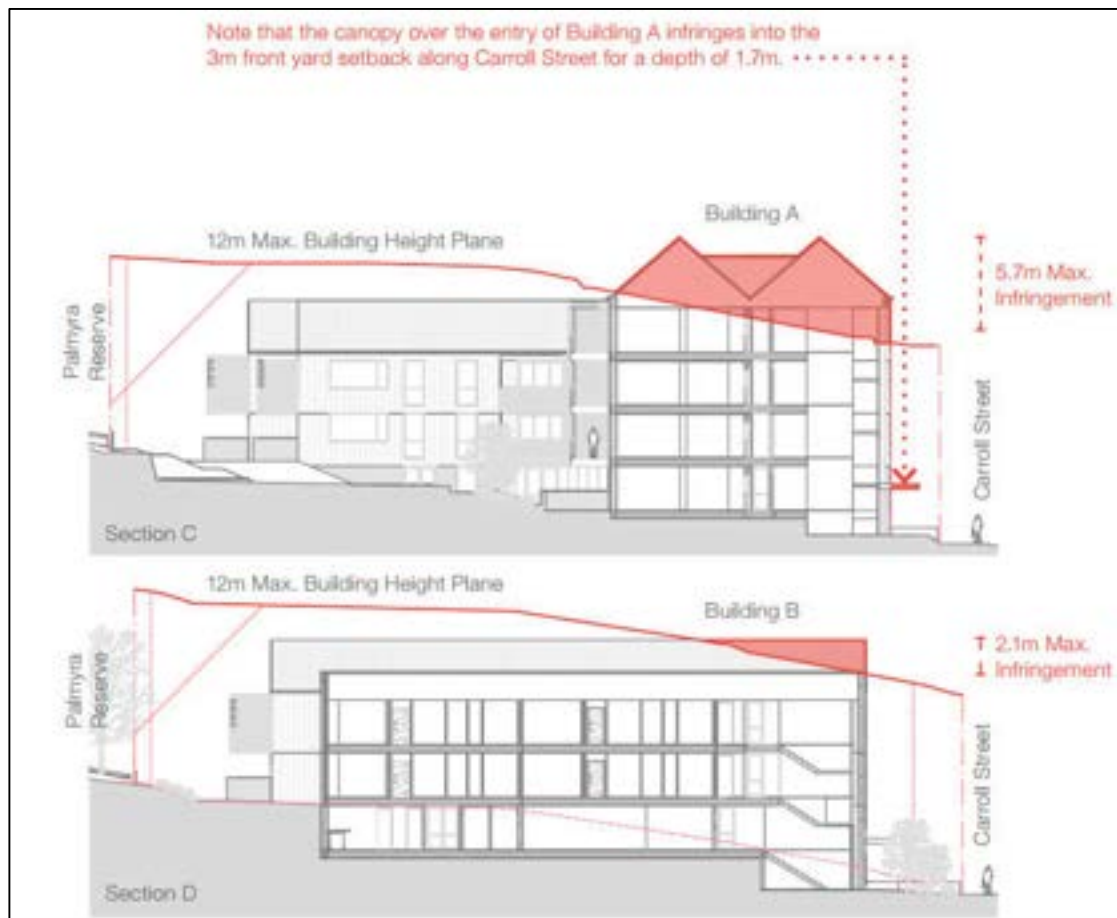 Note that the canopy over the entry of Building A infringes into the
3m front yard setback along Carroll Street for a depth of 1.7m.
Building A
12m Max. Building Height Plane
5.7m Max.
Infringement
Palmyra
Reserve
Carroll Street
Section C
12m Max. Building Height Plane
Building B
2.1m Max.
Infringement
Palmyra
Reserve
Carroll Street
Section D